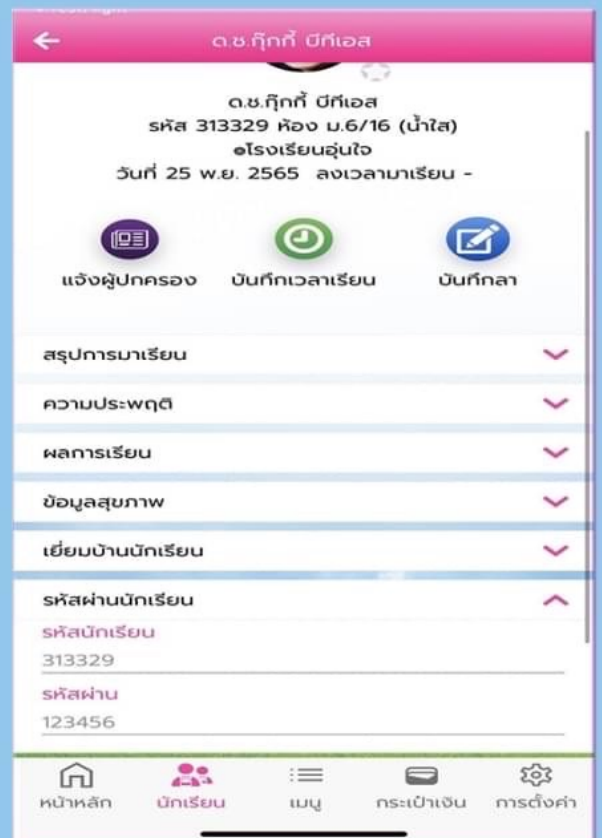 ด.ช.กุ๊กกี้ บีทีเอส
ด.ช.กุ๊กกี้ บีทีเอส
รหัส 313329 ห้อง ม.6/16 (น้ำใส)
๏โรงเรียนอุ่นใจ
วันที่ 25 พ.ย. 2565 ลงเวลามาเรียน -
แจ้งผู้ปกครอง บันทึกเวลาเรียน บันทึกลา
สรุปการมาเรียน
ความประพฤติ
ผลการเรียน
ข้อมูลสุขภาพ
เยี่ยมบ้านนักเรียน
รหัสผ่านนักเรียน
รหัสนักเรียน
313329
รหัสผ่าน
123456
หน้าหลัก นักเรียน เมนู กระเป๋าเงิน การตั้งค่า